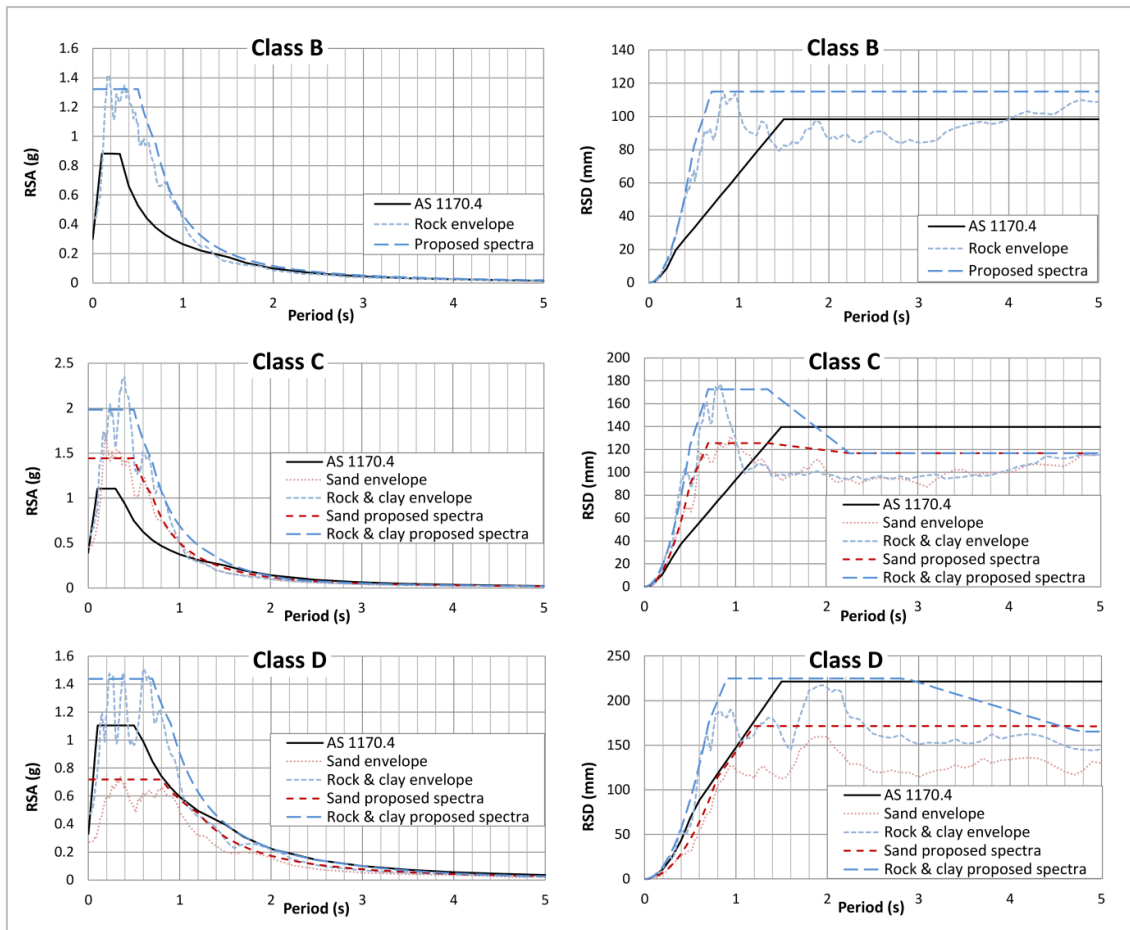 Class B
1.6
1.4
1.2
1
0.8
0.6
0.4
0.2
0
RSA (g)
AS 1170.4
Rock envelope
Proposed spectra
0 1 2 3 4 5
Period (s)
Class B
140
120
100
80
60
40
20
0
RSD (mm)
AS 1170.4
Rock envelope
Proposed spectra
0 1 2 3 4 5
Period (s)
Class C
2.5
2
1.5
1
0.5
0
RSA (g)
AS 1170.4
Sand envelope
Rock & clay envelope
Sand proposed spectra
Rock & clay proposed spectra
0 1 2 3 4 5
Period (s)
Class C
200
180
160
140
120
100
80
60
40
20
0
RSD (mm)
AS 1170.4
Sand envelope
Rock & clay envelope
Sand proposed spectra
Rock & clay proposed spectra
0 1 2 3 4 5
Period (s)
Class D
1.6
1.4
1.2
1
0.8
0.6
0.4
0.2
0
RSA (g)
AS 1170.4
Sand envelope
Rock & clay envelope
Sand proposed spectra
Rock & clay proposed spectra
0 1 2 3 4 5
Period (s)
Class D
250
200
150
100
50
0
RSD (mm)
AS 1170.4
Sand envelope
Rock & clay envelope
Sand proposed spectra
Rock & clay proposed spectra
0 1 2 3 4 5
Period (s)